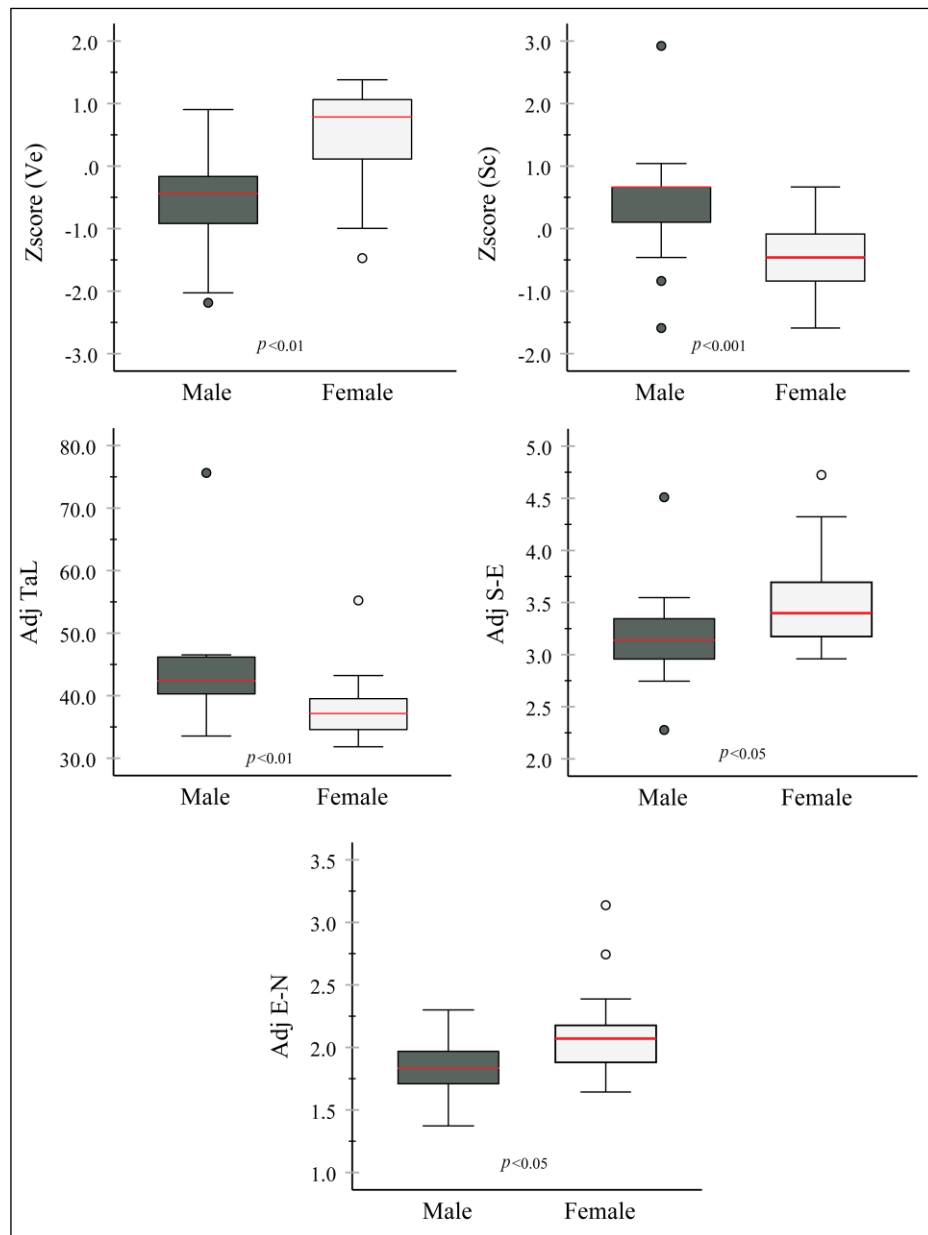 2.0
1.0
.0
-1.0
-2.0
-3.0
Zscore (Ve)
p<0.01
Male Female
3.0
2.0
1.0
.0
-1.0
-2.0
Zscore (Sc)
p<0.001
Male Female
80.0
70.0
60.0
50.0
40.0
30.0
Adj TaL
p<0.01
Male Female
5.0
4.5
4.0
3.5
3.0
2.5
2.0
Adj S-E
p<0.05
Male Female
3.5
3.0
2.5
2.0
1.5
1.0
Adj E-N
p<0.05
Male Female